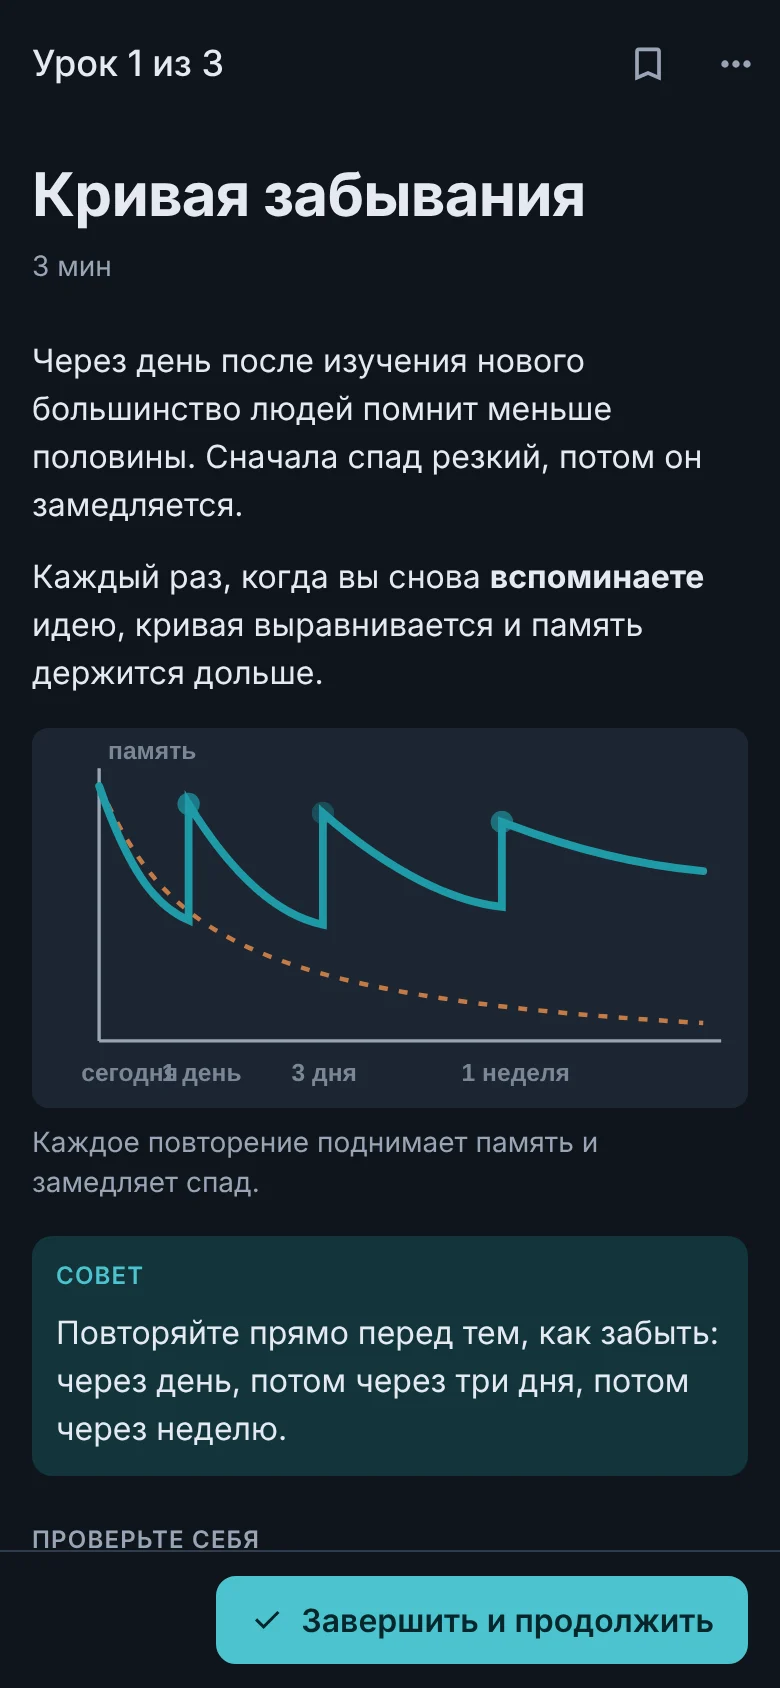 Урок 1 из 3
Кривая забывания
3 мин
Через день после изучения нового
большинство людей помнит меньше
половины. Сначала спад резкий, потом он
замедляется.
Каждый раз, когда вы снова вспоминаете
идею, кривая выравнивается и память
держится дольше.
память
сегодня 1 день 3 дня 1 неделя
Каждое повторение поднимает память и
замедляет спад.
СОВЕТ
Повторяйте прямо перед тем, как забыть:
через день, потом через три дня, потом
через неделю.
ПРОВЕРЬТЕ СЕБЯ
Завершить и продолжить